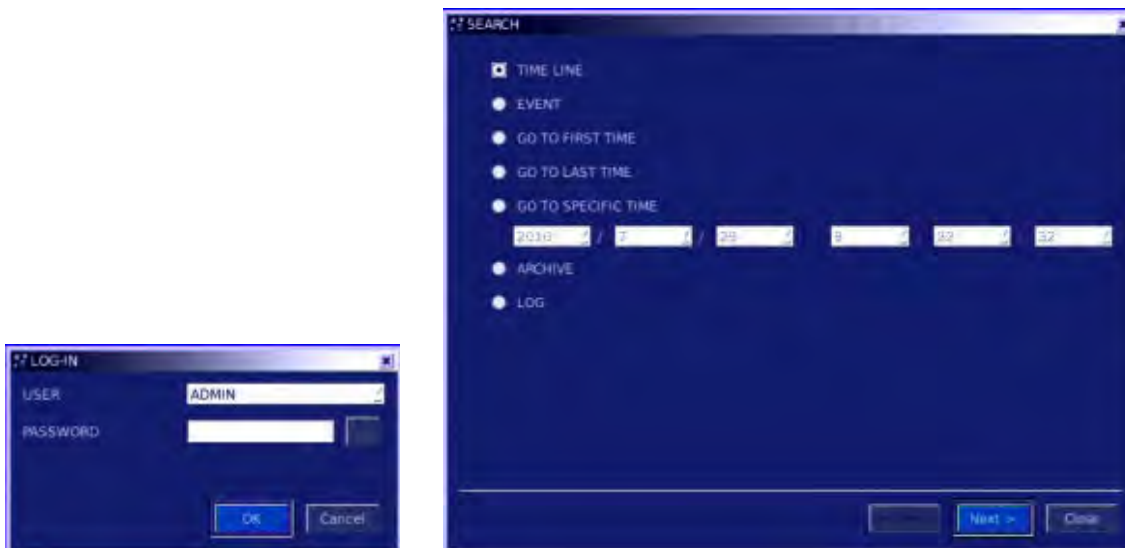 SEARCH
TIME LINE
EVENT
GO TO FIRST TIME
GO TO LAST TIME
GO TO SPECIFIC TIME
2010 / 7 / 29 9 32
ARCHIVE
LOG
Next > Close
LOG-IN
USER ADMIN
PASSWORD
OK Cancel